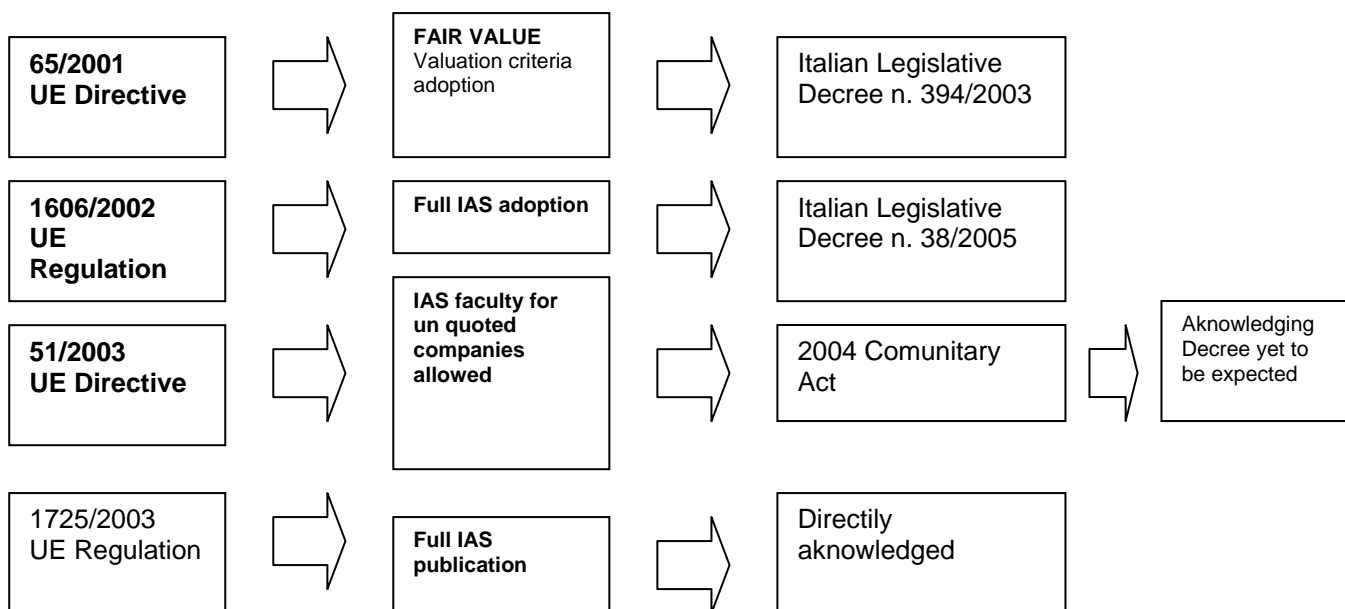 65/2001
UE Directive
FAIR VALUE
Valuation criteria
adoption
Italian Legislative
Decree n. 394/2003
1606/2002
UE
Regulation
Full IAS adoption
Italian Legislative
Decree n. 38/2005
51/2003
UE Directive
IAS faculty for
un quoted
companies
allowed
2004 Comunitary
Act
Aknowledging
Decree yet to
be expected
1725/2003
UE Regulation
Full IAS
publication
Directily
aknowledged